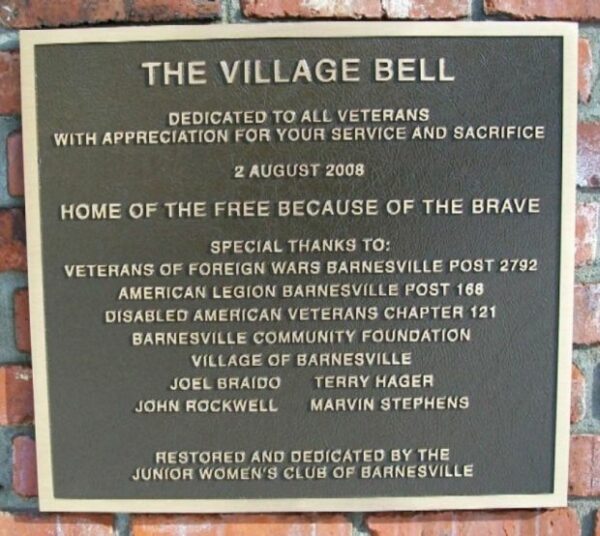 THE VILLAGE BELL
DEDICATED TO ALL VETERANS
WITH APPRECIATION FOR YOUR SERVICE AND SACRIFICE
2 AUGUST 2008
HOME OF THE FREE BECAUSE OF THE BRAVE
SPECIAL THANKS TO:
VETERANS OF FOREIGN WARS BARNESVILLE POST 2792
AMERICAN LEGION BARNESVILLE POST 168
DISABLED AMERICAN VETERANS CHAPTER 121
BARNESVILLE COMMUNITY FOUNDATION
VILLAGE OF BARNESVILLE
JOEL BRAIDO TERRY HAGER
JOHN ROCKWELL MARVIN STEPHENS
RESTORED AND DEDICATED BY THE
JUNIOR WOMEN'S CLUB OF BARNESVILLE